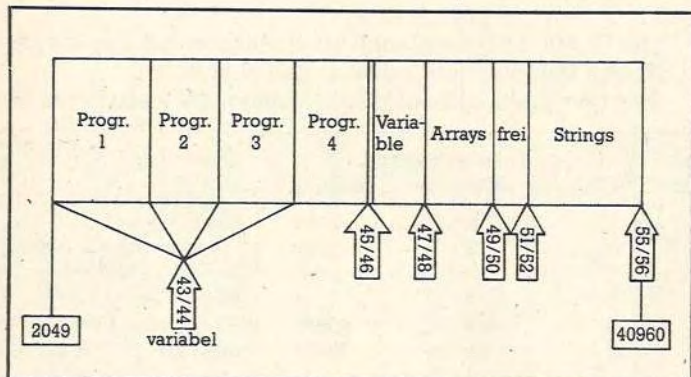 Progr. 1
Progr. 2
Progr. 3
Progr. 4
Varia-
ble
Arrays
frei
Strings
43/44
45/46
47/48
49/50
51/52
55/56
2049
variabel
40960